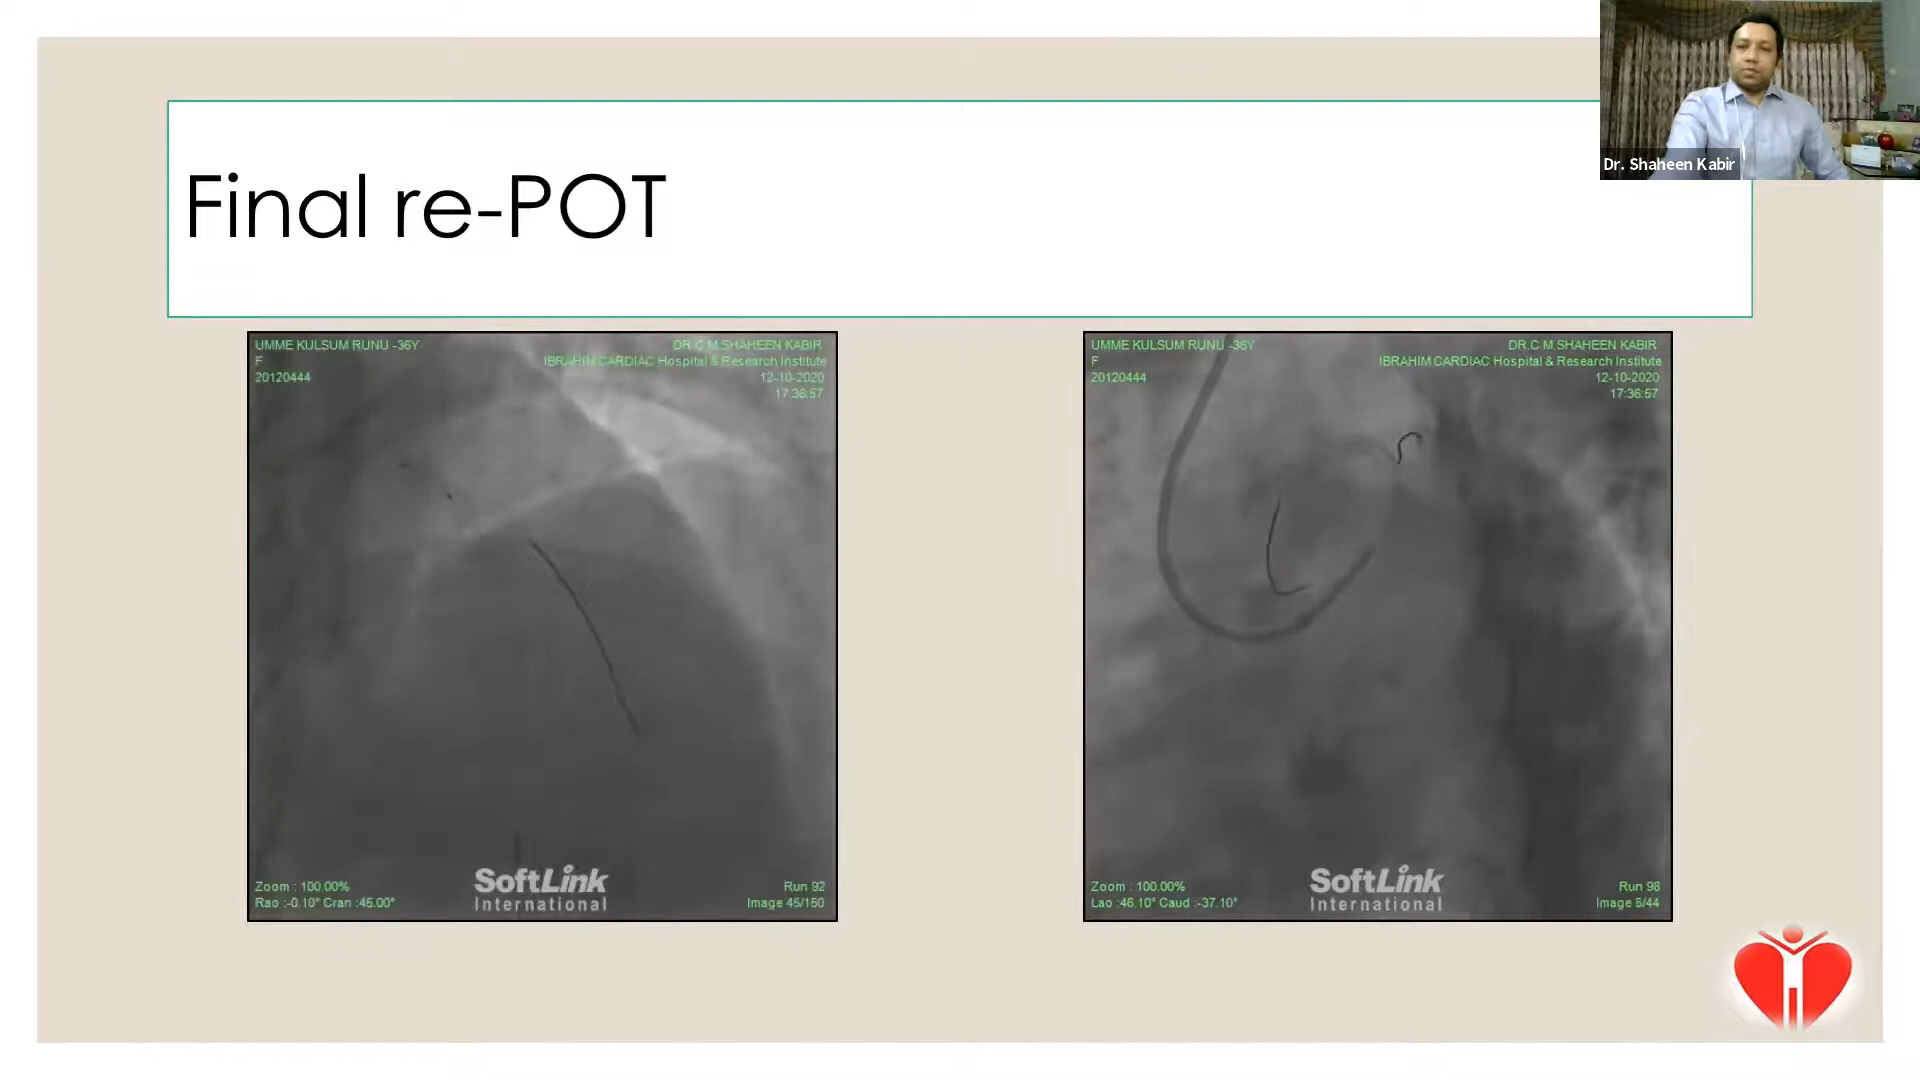 Dr. Shaheen Kabir
Final re-POT
UMME KULSUM RUNU -36Y
F
20120444
DR.C M.SHAHEEN KABIR
IBRAHIM CARDIAC Hospital & Research Institute
12-10-2020
17:36:57
SoftLink
International
Zoom : 100.00%
Rao :-0.10° Cran :45.00°
Run 92
Image 45/150
UMME KULSUM RUNU -36Y
F
20120444
DR.C M.SHAHEEN KABIR
IBRAHIM CARDIAC Hospital & Research Institute
12-10-2020
17:36:57
SoftLink
International
Zoom : 100.00%
Lao :46.10° Caud :-37.10°
Run 98
Image 8/44